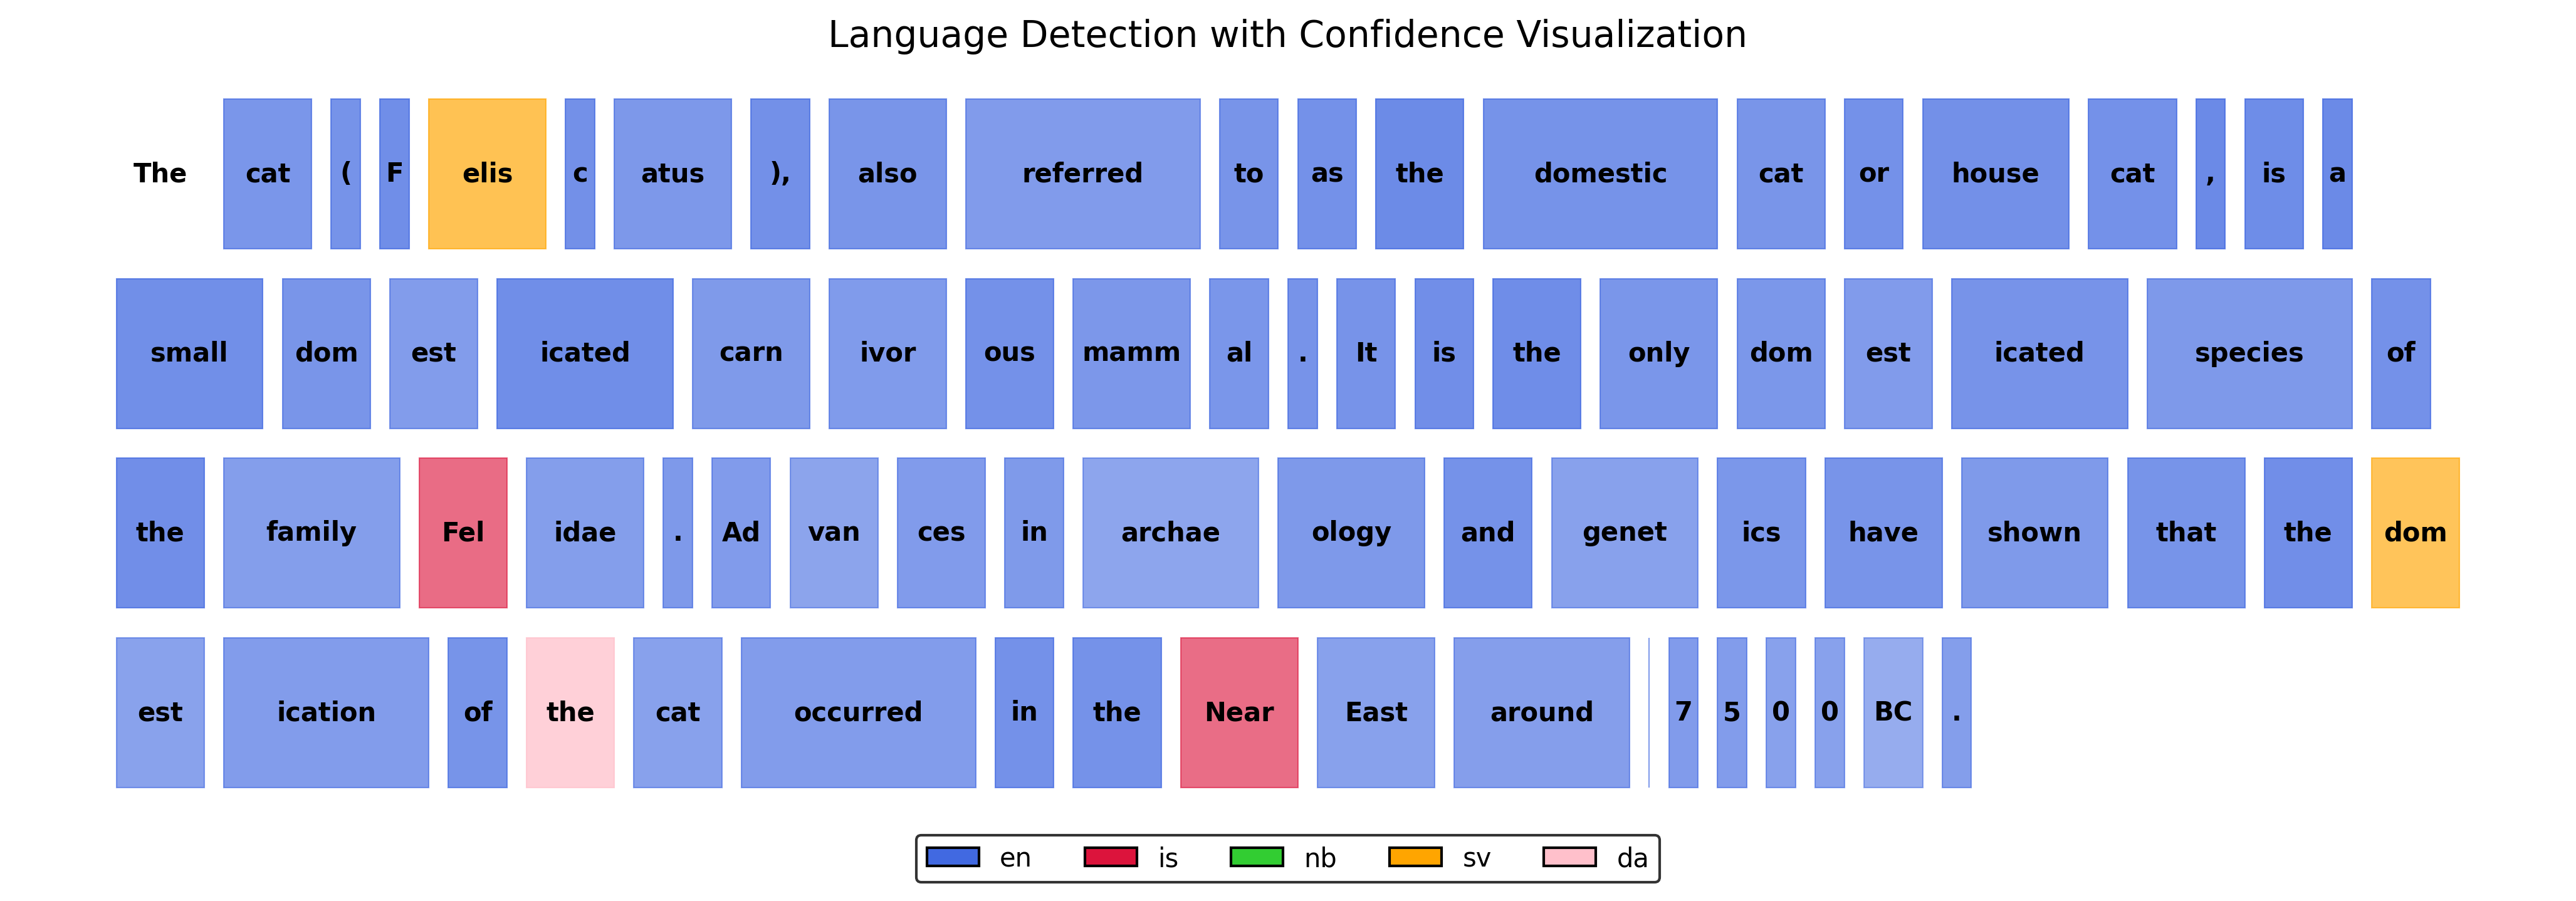 Language Detection with Confidence Visualization
The cat ( F elis c atus ), also referred to as the domestic cat or house cat , is a
small dom est icated carn ivor ous mamm al . It is the only dom est icated species of
the family Fel idae . Ad van ces in archae ology and genet ics have shown that the dom
est ication of the cat occurred in the Near East around 7 5 0 0 BC .
en is nb sv da